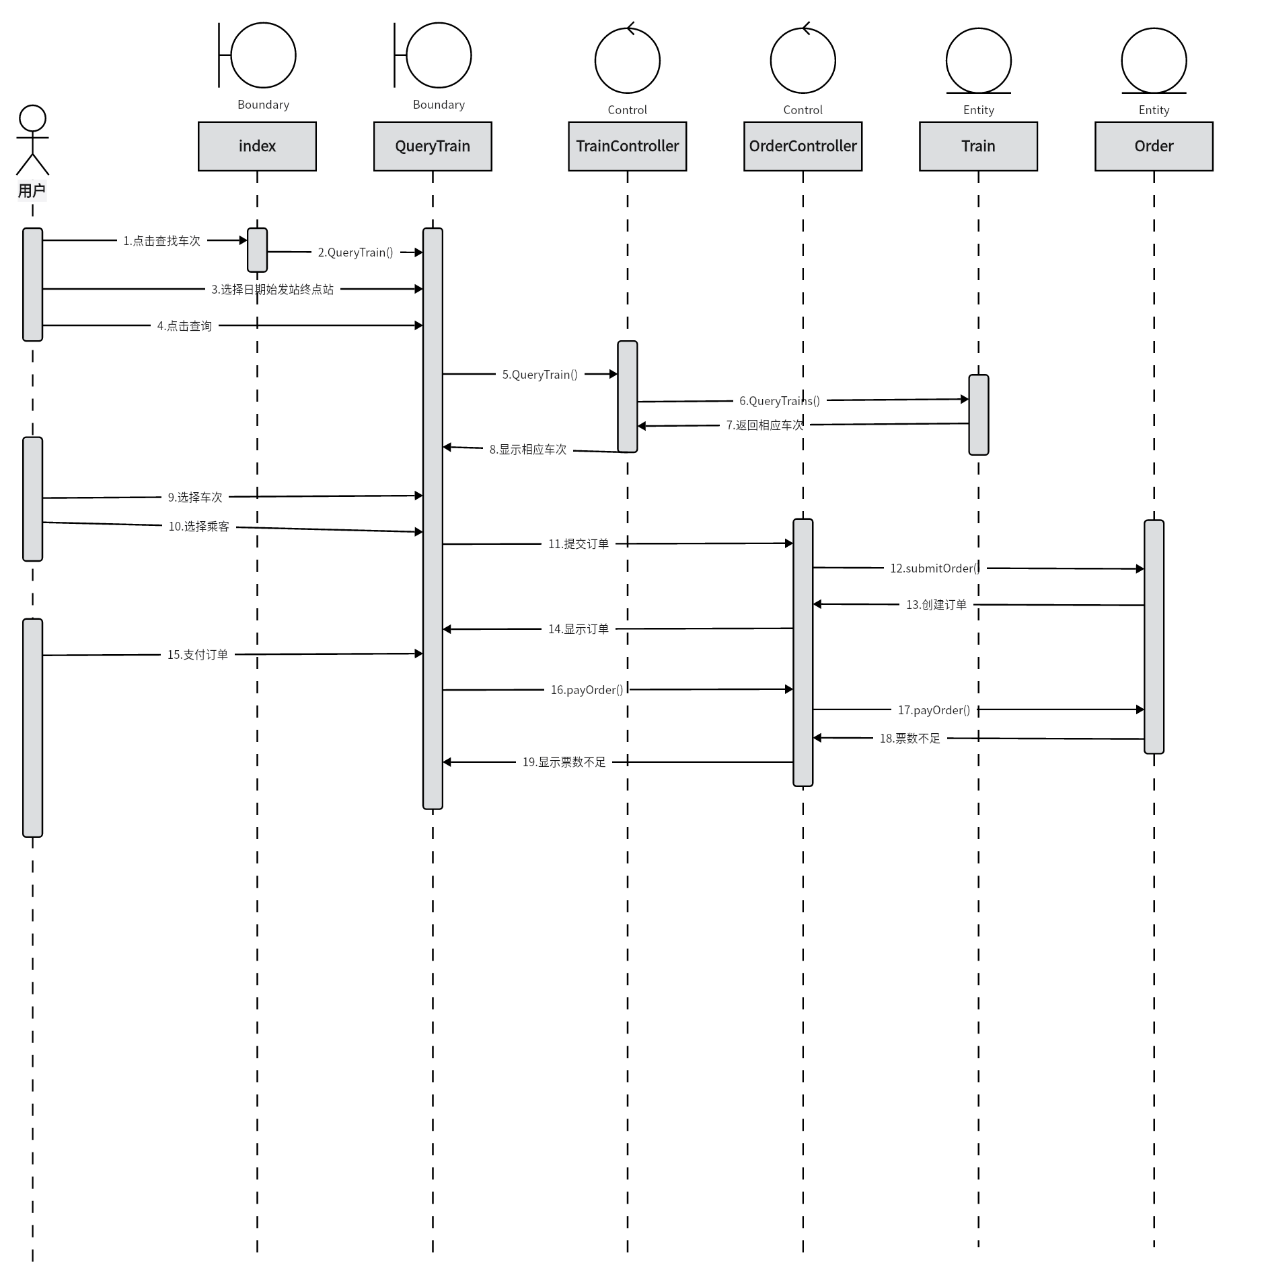 Boundary
Boundary
Control
Control
Entity
Entity
index
QueryTrain
TrainController
OrderController
Train
Order
用户
1.点击查找车次
2.QueryTrain()
3.选择日期始发站终点站
4.点击查询
5.QueryTrain()
6.QueryTrains()
7.返回相应车次
8.显示相应车次
9.选择车次
10.选择乘客
11.提交订单
12.submitOrder()
13.创建订单
14.显示订单
15.支付订单
16.payOrder()
17.payOrder()
18.票数不足
19.显示票数不足